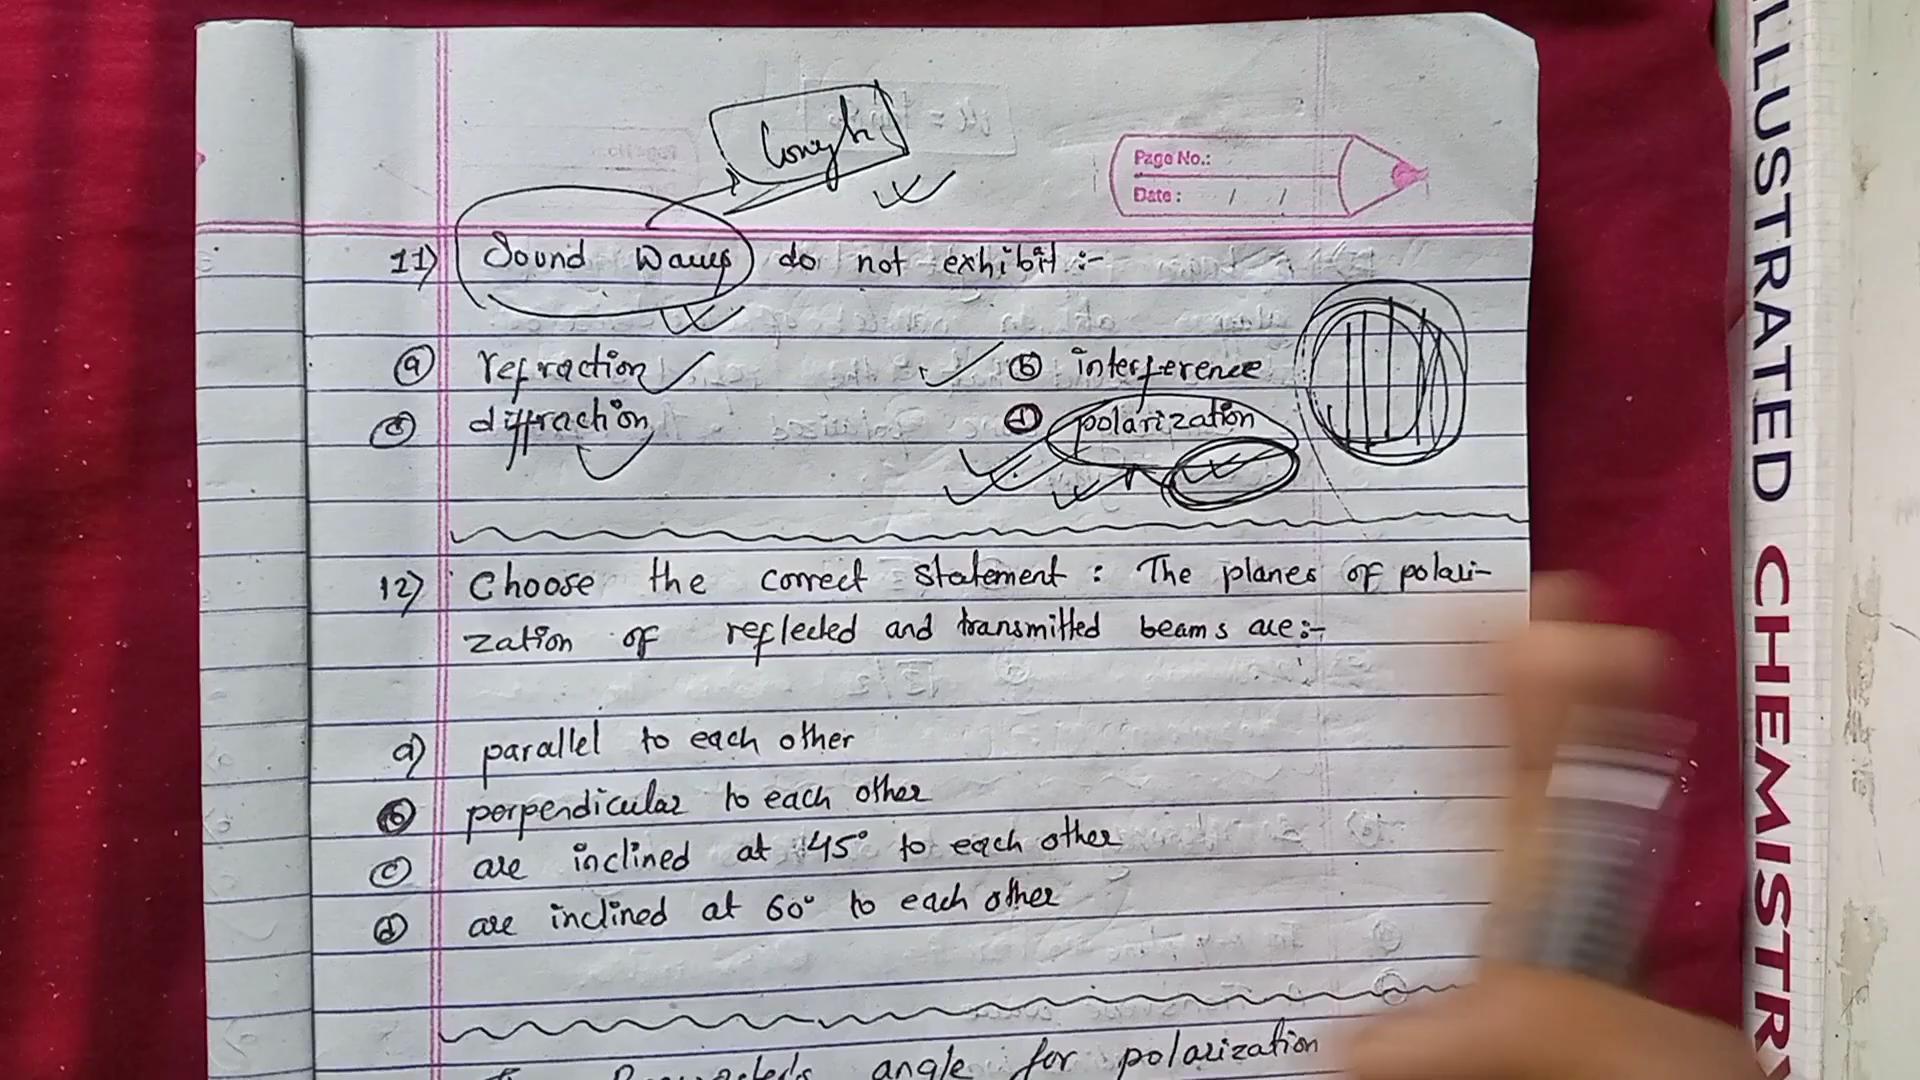 Page No.:
Date: / /
11) Sound Waves do not exhibit :-
a refraction b interference
c diffraction d polarization
12) Choose the correct statement : The planes of polari-
zation of reflected and transmitted beams are :-
a) parallel to each other
b perpendicular to each other
c are inclined at 45° to each other
d are inclined at 60° to each other
angle for polarization
ILLUSTRATED CHEMISTRY